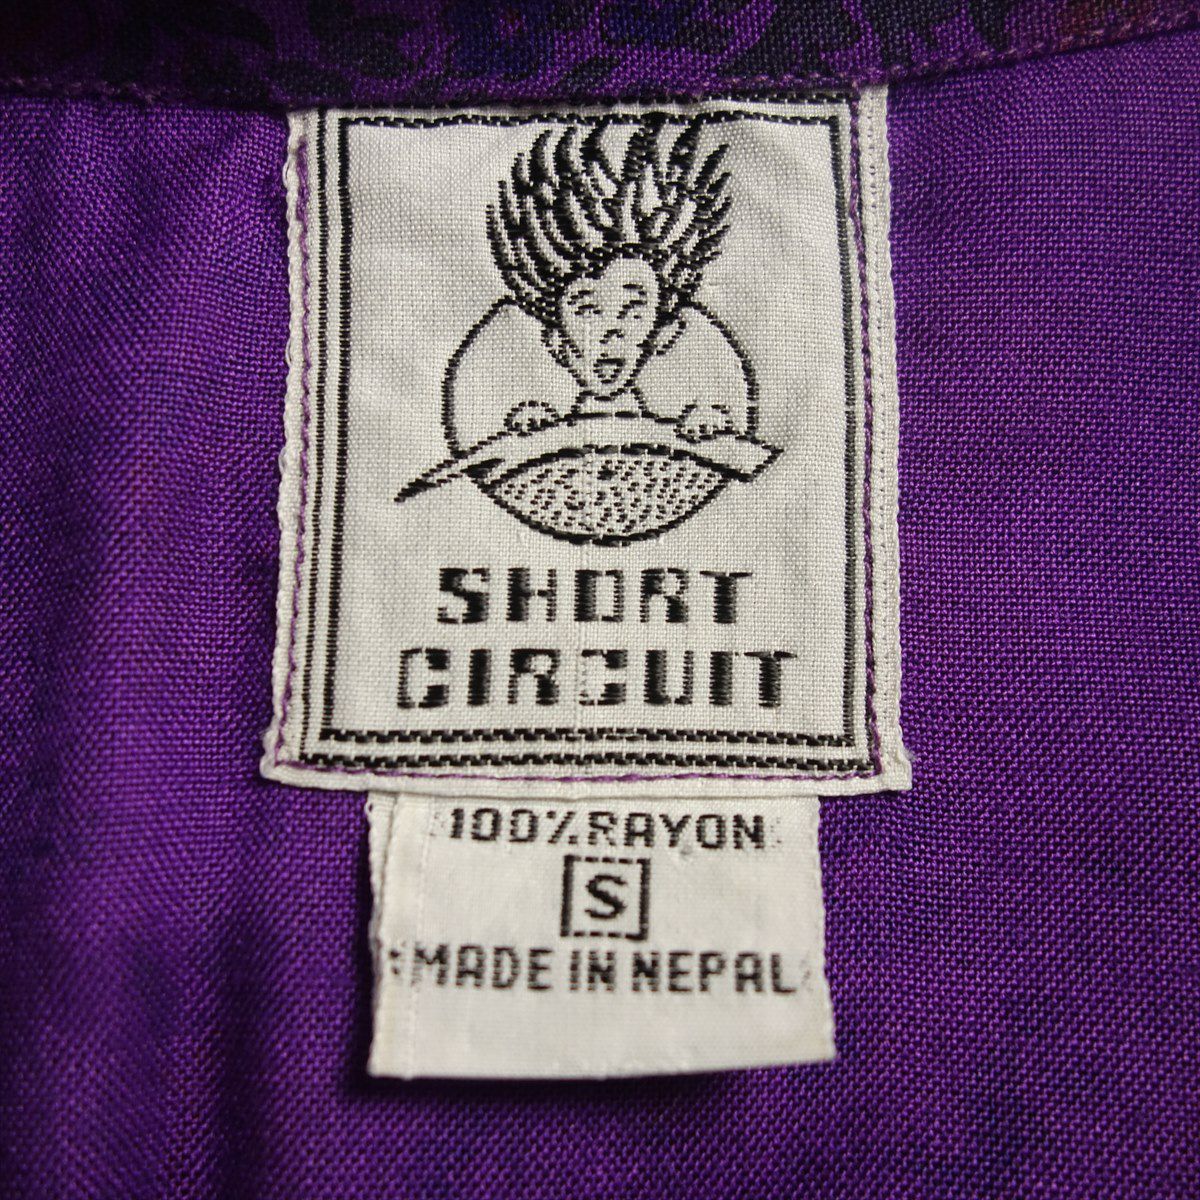 SHORT
CIRCUIT
100% RAYON
S
MADE IN NEPAL